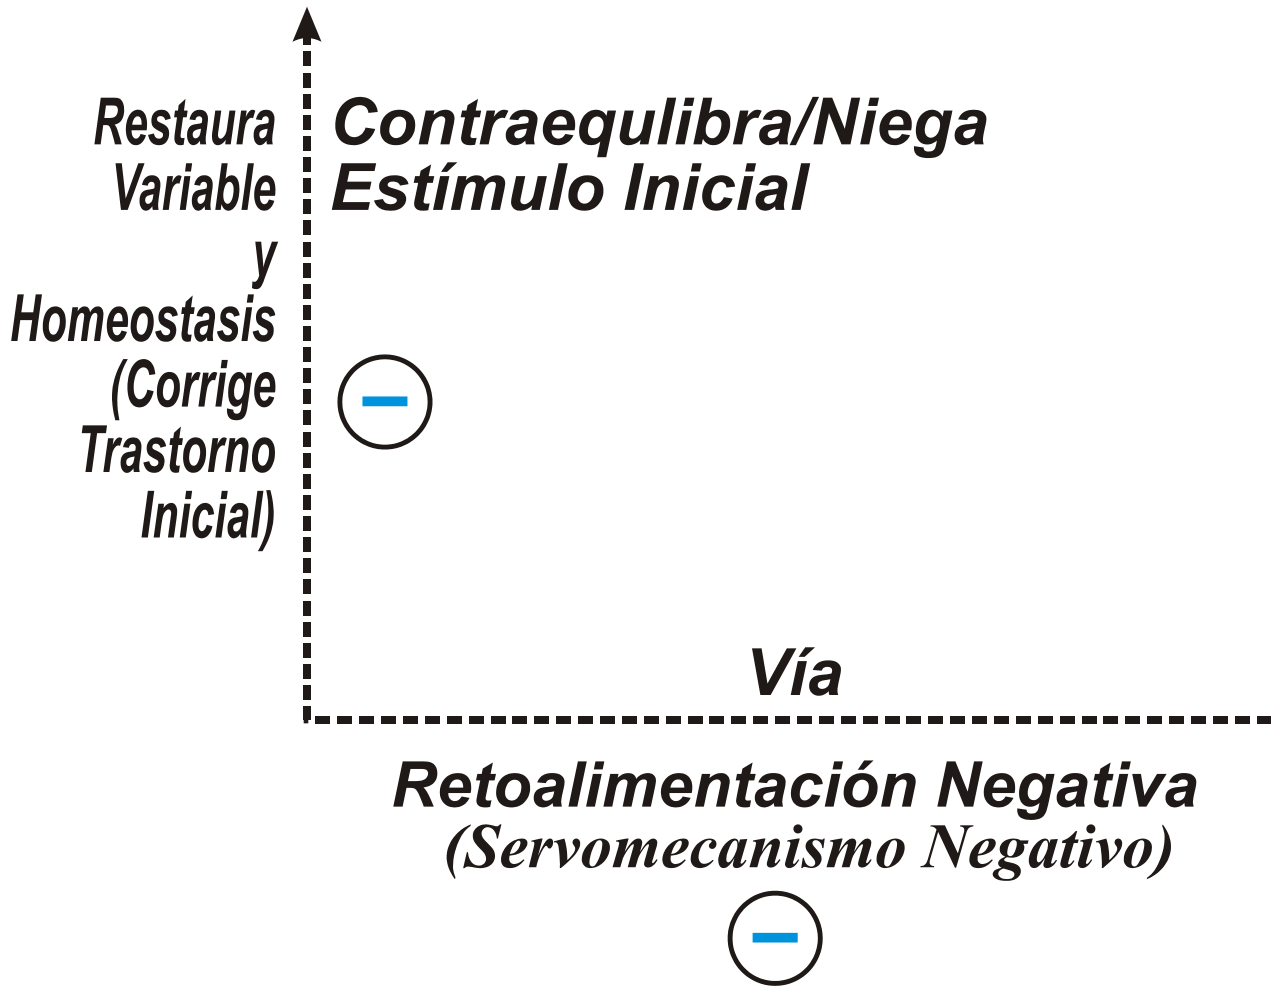 Restaura
Variable
y
Homeostasis
(Corrige
Trastorno
Inicial)
Contraequlibra/Niega
Estímulo Inicial
Vía
Retoalimentación Negativa
(Servomecanismo Negativo)